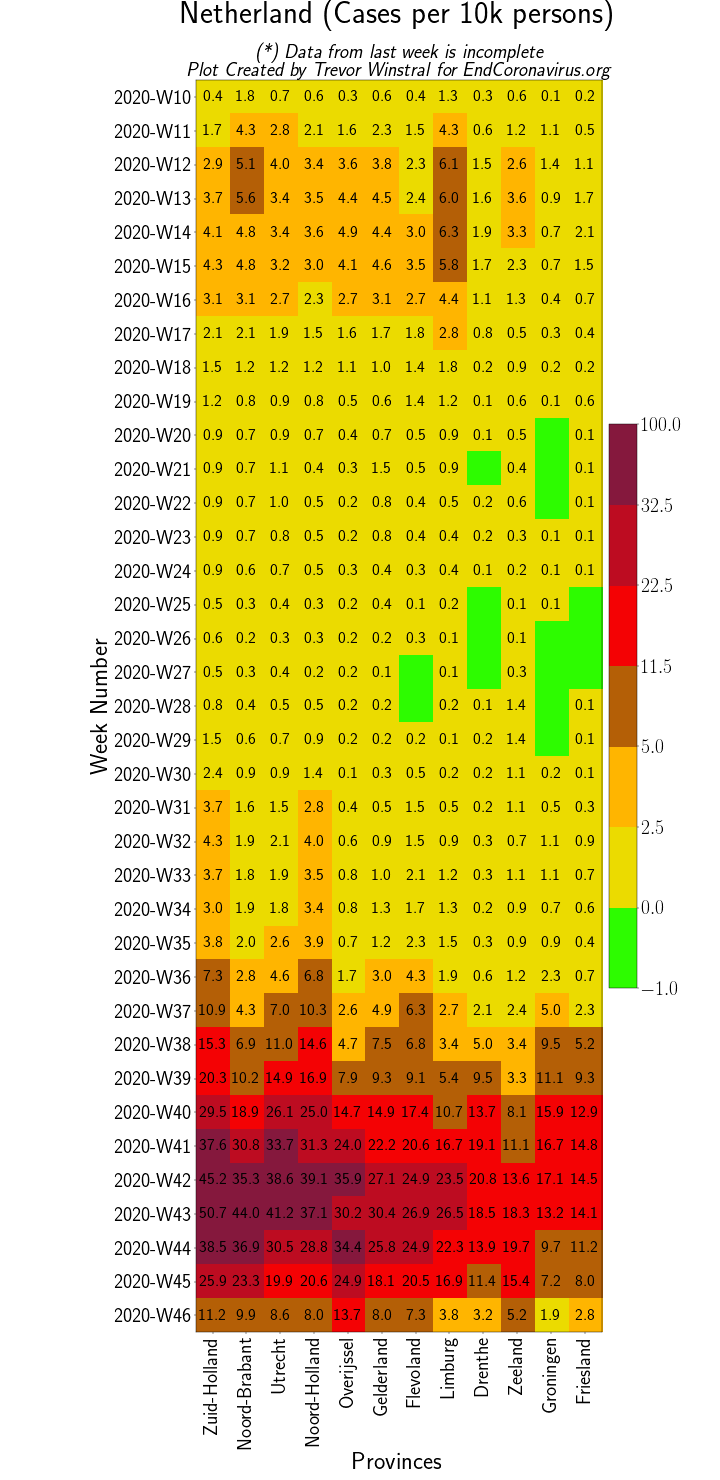 Netherland (Cases per 10k persons)
(*) Data from last week is incomplete
Plot Created by Trevor Winstral for EndCoronavirus.org
2020-W10 0.4 1.8 0.7 0.6 0.3 0.6 0.4 1.3 0.3 0.6 0.1 0.2
2020-W11 1.7 4.3 2.8 2.1 1.6 2.3 1.5 4.3 0.6 1.2 1.1 0.5
2020-W12 2.9 5.1 4.0 3.4 3.6 3.8 2.3 6.1 1.5 2.6 1.4 1.1
2020-W13 3.7 5.6 3.4 3.5 4.4 4.5 2.4 6.0 1.6 3.6 0.9 1.7
2020-W14 4.1 4.8 3.4 3.6 4.9 4.4 3.0 6.3 1.9 3.3 0.7 2.1
2020-W15 4.3 4.8 3.2 3.0 4.1 4.6 3.5 5.8 1.7 2.3 0.7 1.5
2020-W16 3.1 3.1 2.7 2.3 2.7 3.1 2.7 4.4 1.1 1.3 0.4 0.7
2020-W17 2.1 2.1 1.9 1.5 1.6 1.7 1.8 2.8 0.8 0.5 0.3 0.4
2020-W18 1.5 1.2 1.2 1.2 1.1 1.0 1.4 1.8 0.2 0.9 0.2 0.2
2020-W19 1.2 0.8 0.9 0.8 0.5 0.6 1.4 1.2 0.1 0.6 0.1 0.6
2020-W20 0.9 0.7 0.9 0.7 0.4 0.7 0.5 0.9 0.1 0.5 0.1
2020-W21 0.9 0.7 1.1 0.4 0.3 1.5 0.5 0.9 0.4 0.1
2020-W22 0.9 0.7 1.0 0.5 0.2 0.8 0.4 0.5 0.2 0.6 0.1
2020-W23 0.9 0.7 0.8 0.5 0.2 0.8 0.4 0.4 0.2 0.3 0.1 0.1
2020-W24 0.9 0.6 0.7 0.5 0.3 0.4 0.3 0.4 0.1 0.2 0.1 0.1
2020-W25 0.5 0.3 0.4 0.3 0.2 0.4 0.1 0.2 0.1 0.1
2020-W26 0.6 0.2 0.3 0.3 0.2 0.2 0.3 0.1 0.1
2020-W27 0.5 0.3 0.4 0.2 0.2 0.1 0.1 0.3
2020-W28 0.8 0.4 0.5 0.5 0.2 0.2 0.2 0.1 1.4 0.1
2020-W29 1.5 0.6 0.7 0.9 0.2 0.2 0.2 0.1 0.2 1.4 0.1
2020-W30 2.4 0.9 0.9 1.4 0.1 0.3 0.5 0.2 0.2 1.1 0.2 0.1
2020-W31 3.7 1.6 1.5 2.8 0.4 0.5 1.5 0.5 0.2 1.1 0.5 0.3
2020-W32 4.3 1.9 2.1 4.0 0.6 0.9 1.5 0.9 0.3 0.7 1.1 0.9
2020-W33 3.7 1.8 1.9 3.5 0.8 1.0 2.1 1.2 0.3 1.1 1.1 0.7
2020-W34 3.0 1.9 1.8 3.4 0.8 1.3 1.7 1.3 0.2 0.9 0.7 0.6
2020-W35 3.8 2.0 2.6 3.9 0.7 1.2 2.3 1.5 0.3 0.9 0.9 0.4
2020-W36 7.3 2.8 4.6 6.8 1.7 3.0 4.3 1.9 0.6 1.2 2.3 0.7
2020-W37 10.9 4.3 7.0 10.3 2.6 4.9 6.3 2.7 2.1 2.4 5.0 2.3
2020-W38 15.3 6.9 11.0 14.6 4.7 7.5 6.8 3.4 5.0 3.4 9.5 5.2
2020-W39 20.3 10.2 14.9 16.9 7.9 9.3 9.1 5.4 9.5 3.3 11.1 9.3
2020-W40 29.5 18.9 26.1 25.0 14.7 14.9 17.4 10.7 13.7 8.1 15.9 12.9
2020-W41 37.6 30.8 33.7 31.3 24.0 22.2 20.6 16.7 19.1 11.1 16.7 14.8
2020-W42 45.2 35.3 38.6 39.1 35.9 27.1 24.9 23.5 20.8 13.6 17.1 14.5
2020-W43 50.7 44.0 41.2 37.1 30.2 30.4 26.9 26.5 18.5 18.3 13.2 14.1
2020-W44 38.5 36.9 30.5 28.8 34.4 25.8 24.9 22.3 13.9 19.7 9.7 11.2
2020-W45 25.9 23.3 19.9 20.6 24.9 18.1 20.5 16.9 11.4 15.4 7.2 8.0
2020-W46 11.2 9.9 8.6 8.0 13.7 8.0 7.3 3.8 3.2 5.2 1.9 2.8
Week Number
Zuid-Holland
Noord-Brabant
Utrecht
Noord-Holland
Overijssel
Gelderland
Flevoland
Limburg
Drenthe
Zeeland
Groningen
Friesland
Provinces
100.0
32.5
22.5
11.5
5.0
2.5
0.0
−1.0